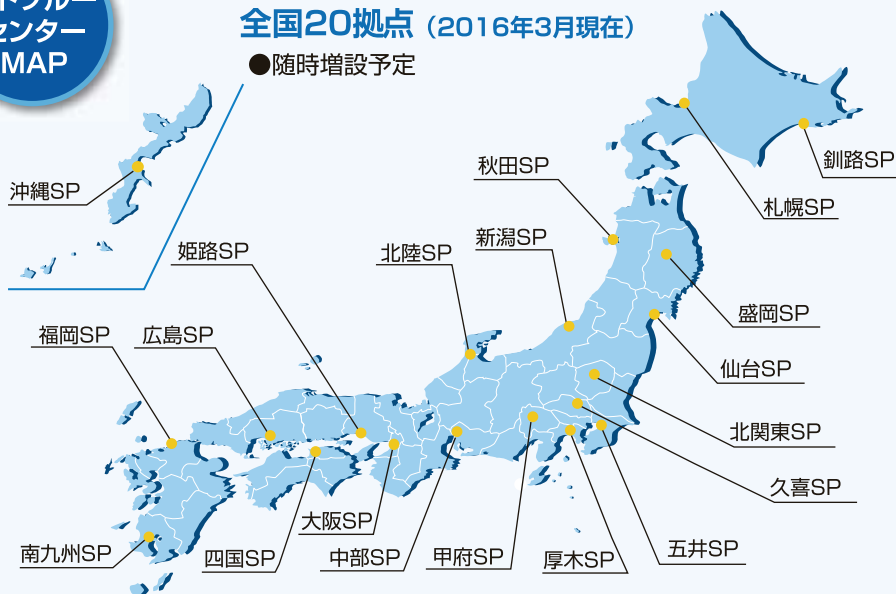 センター
MAP
全国20拠点（2016年3月現在）
●随時増設予定
沖縄SP
釧路SP
札幌SP
秋田SP
新潟SP
北陸SP
姫路SP
盛岡SP
福岡SP
広島SP
仙台SP
北関東SP
久喜SP
大阪SP
五井SP
南九州SP
四国SP
中部SP
甲府SP
厚木SP